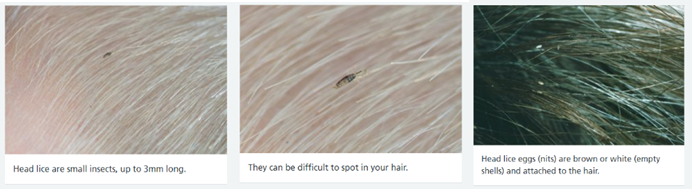 Head lice are small insects, up to 3mm long.
They can be difficult to spot in your hair.
Head lice eggs (nits) are brown or white (empty
shells) and attached to the hair.